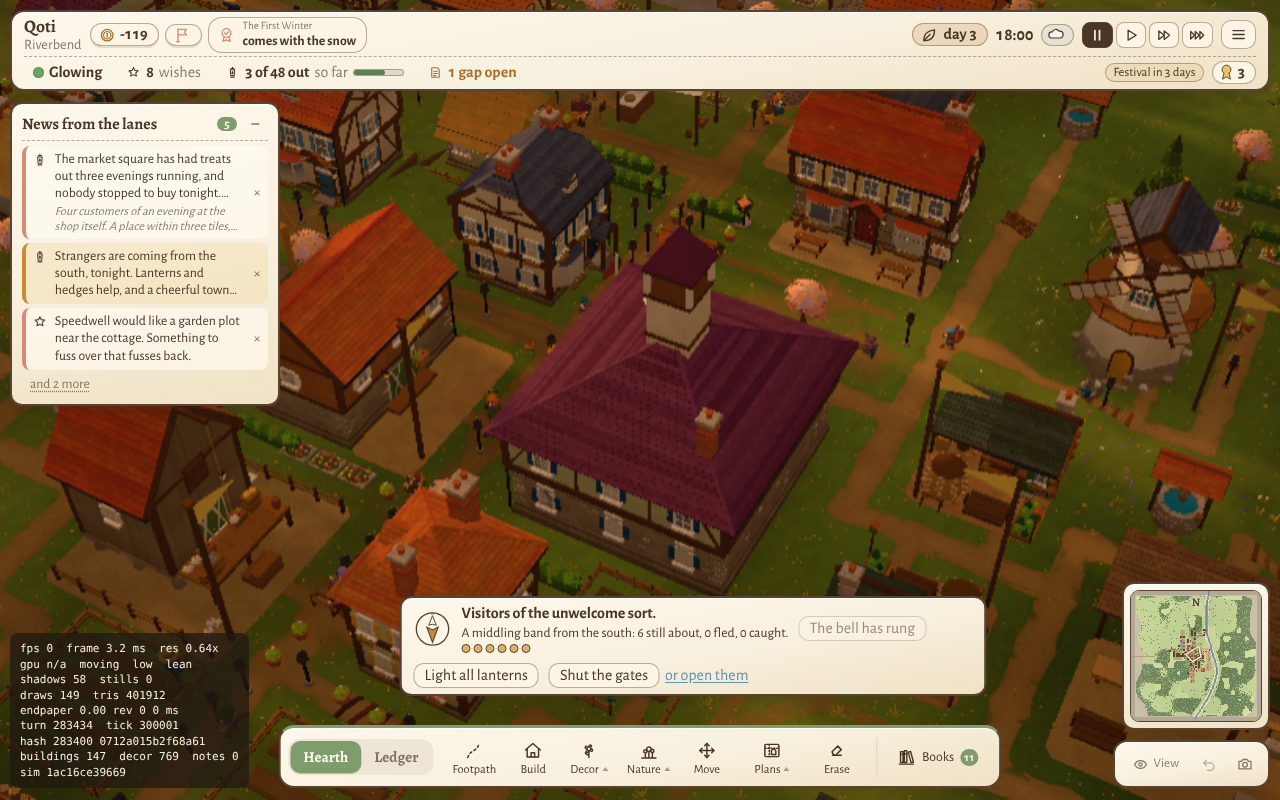 Qoti
Riverbend
-119
The First Winter
comes with the snow
day 3
18:00
Glowing
8 wishes
3 of 48 out so far
1 gap open
Festival in 3 days
3
News from the lanes
5
The market square has had treats
out three evenings running, and
nobody stopped to buy tonight.…
Four customers of an evening at the
shop itself. A place within three tiles,…
Strangers are coming from the
south, tonight. Lanterns and
hedges help, and a cheerful town…
Speedwell would like a garden plot
near the cottage. Something to
fuss over that fusses back.
and 2 more
Visitors of the unwelcome sort.
A middling band from the south: 6 still about, 0 fled, 0 caught.
The bell has rung
Light all lanterns
Shut the gates
or open them
N
fps 0 frame 3.2 ms res 0.64x
gpu n/a moving low lean
shadows 58 stills 0
draws 149 tris 401912
endpaper 0.00 rev 0 0 ms
turn 283434 tick 300001
hash 283400 0712a015b2f68a61
buildings 147 decor 769 notes 0
sim 1ac16ce39669
Hearth
Ledger
Footpath
Build
Decor
Nature
Move
Plans
Erase
Books
11
View